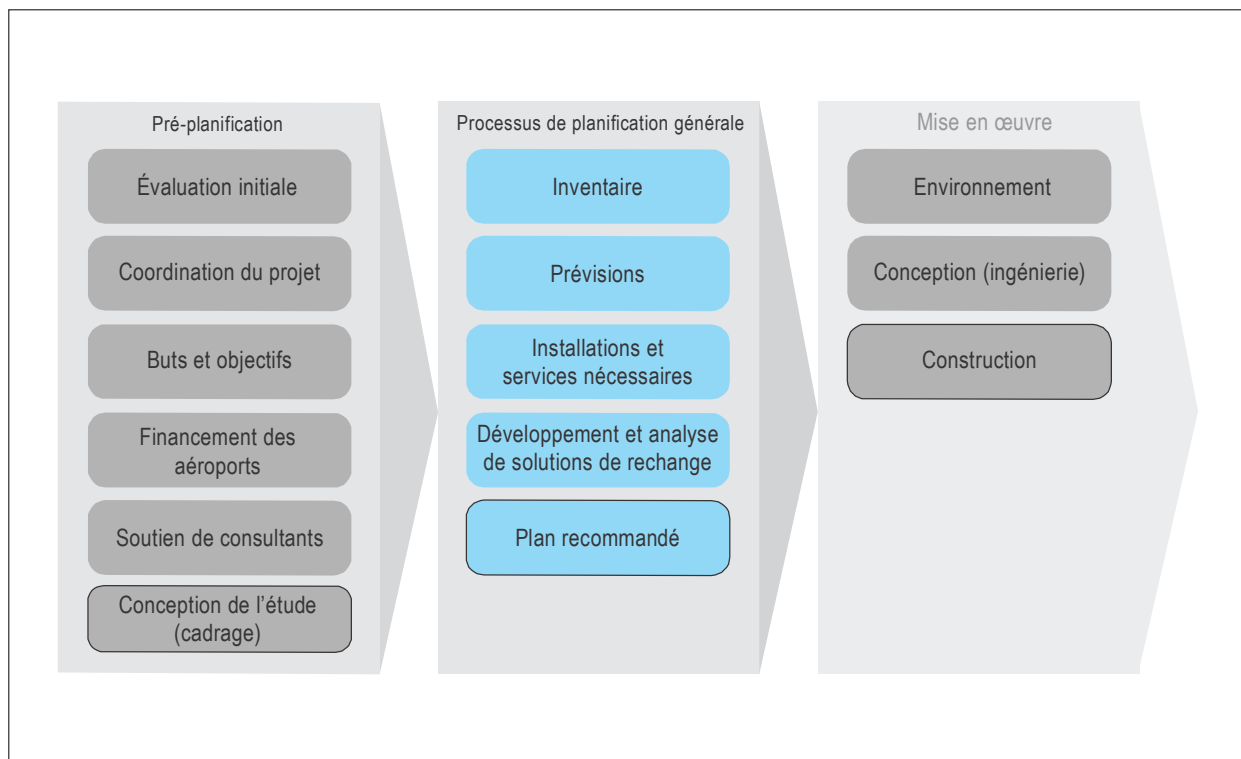 Pré-planification
Évaluation initiale
Coordination du projet
Buts et objectifs
Financement des
aéroports
Soutien de consultants
Conception de l'étude
(cadrage)
Processus de planification générale
Inventaire
Prévisions
Installations et
services nécessaires
Développement et analyse
de solutions de rechange
Plan recommandé
Mise en œuvre
Environnement
Conception (ingénierie)
Construction